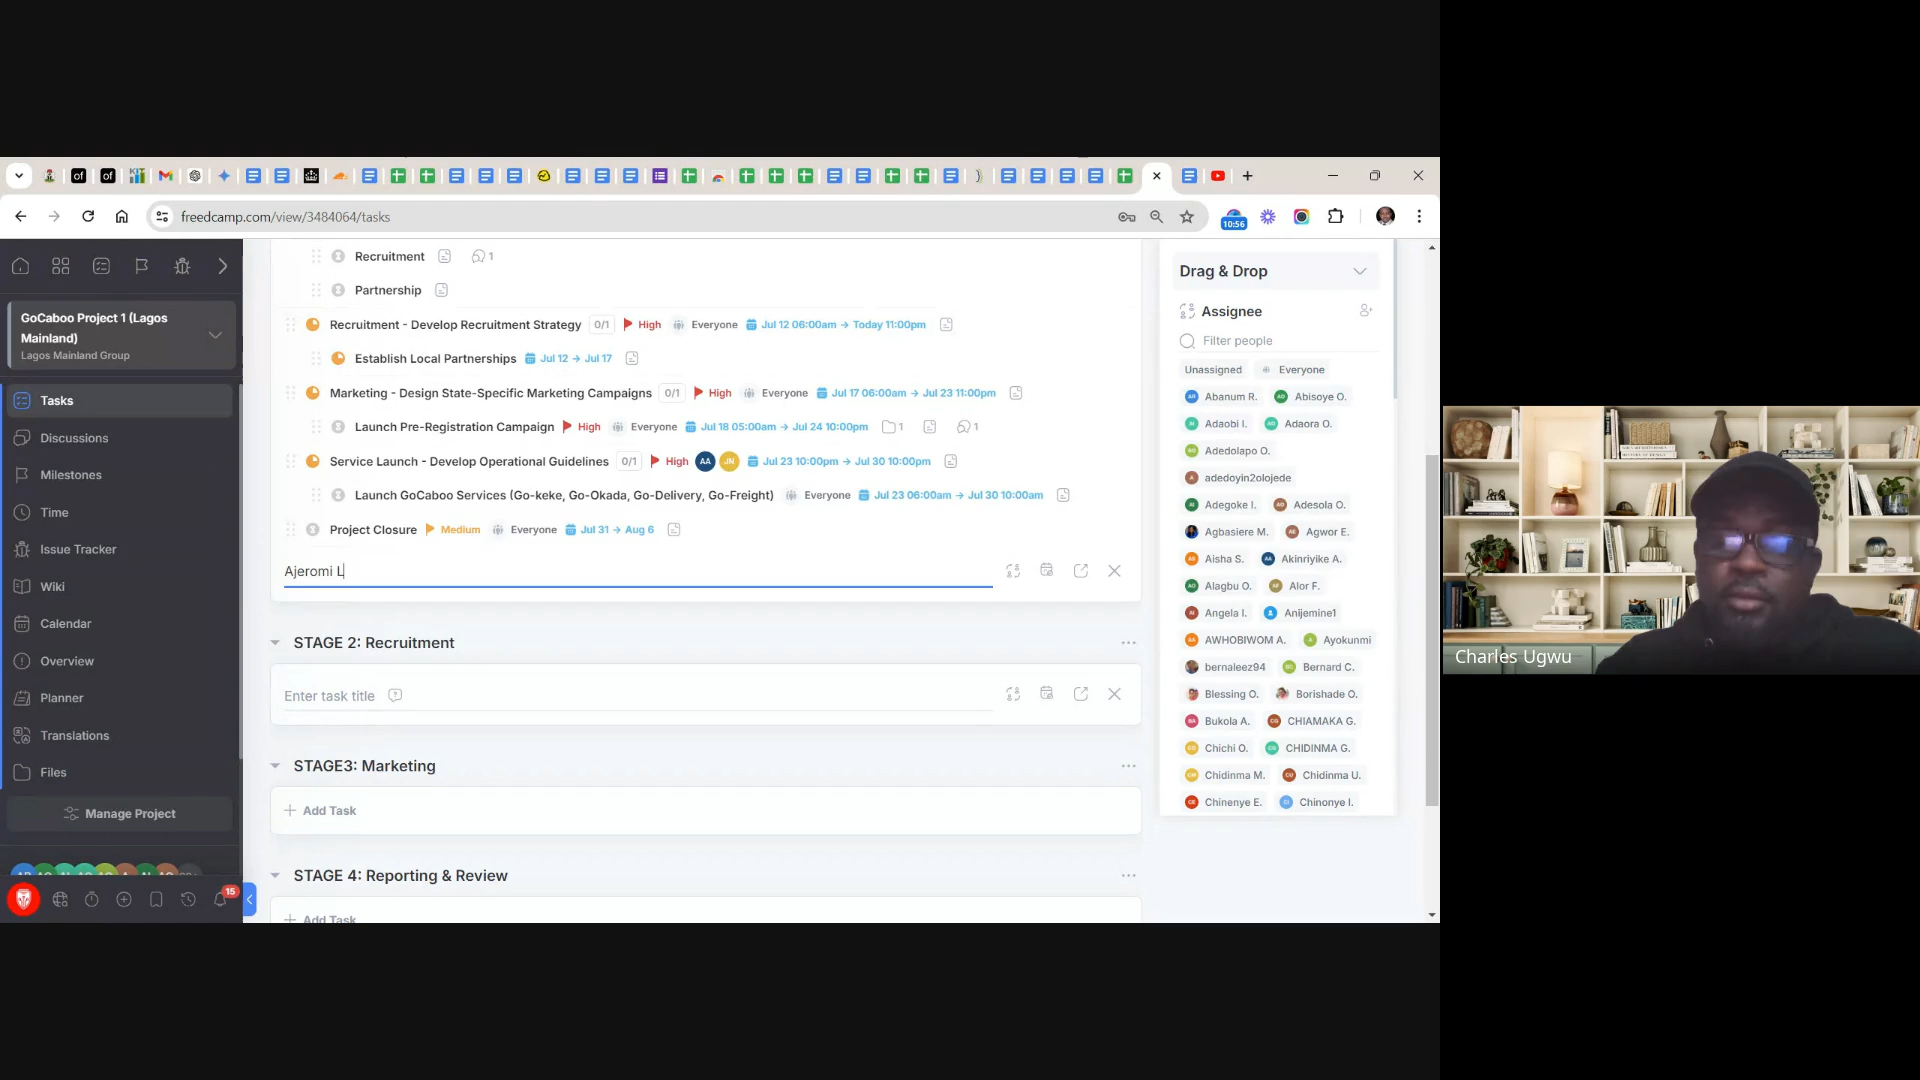 freedcamp.com/view/3484064/tasks
10:56
GoCaboo Project 1 (Lagos
Mainland)
Lagos Mainland Group
Tasks
Discussions
Milestones
Time
Issue Tracker
Wiki
Calendar
Overview
Planner
Translations
Files
Manage Project
15
Recruitment 1
Partnership
Recruitment - Develop Recruitment Strategy 0/1 High Everyone Jul 12 06:00am → Today 11:00pm
Establish Local Partnerships Jul 12 → Jul 17
Marketing - Design State-Specific Marketing Campaigns 0/1 High Everyone Jul 17 06:00am → Jul 23 11:00pm
Launch Pre-Registration Campaign High Everyone Jul 18 05:00am → Jul 24 10:00pm 1 1
Service Launch - Develop Operational Guidelines 0/1 High AA JN Jul 23 10:00pm → Jul 30 10:00pm
Launch GoCaboo Services (Go-keke, Go-Okada, Go-Delivery, Go-Freight) Everyone Jul 23 06:00am → Jul 30 10:00am
Project Closure Medium Everyone Jul 31 → Aug 6
Ajeromi L
STAGE 2: Recruitment
Enter task title
STAGE3: Marketing
Add Task
STAGE 4: Reporting & Review
Add Task
Drag & Drop
Assignee
Filter people
Unassigned Everyone
Abanum R. Abisoye O.
Adaobi I. Adaora O.
Adedolapo O.
adedoyin2olojede
Adegoke I. Adesola O.
Agbasiere M. Agwor E.
Aisha S. Akinriyike A.
Alagbu O. Alor F.
Angela I. Anijemine1
AWHOBIWOM A. Ayokunmi
bernaleez94 Bernard C.
Blessing O. Borishade O.
Bukola A. CHIAMAKA G.
Chichi O. CHIDINMA G.
Chidinma M. Chidinma U.
Chinenye E. Chinonye I.
Charles Ugwu